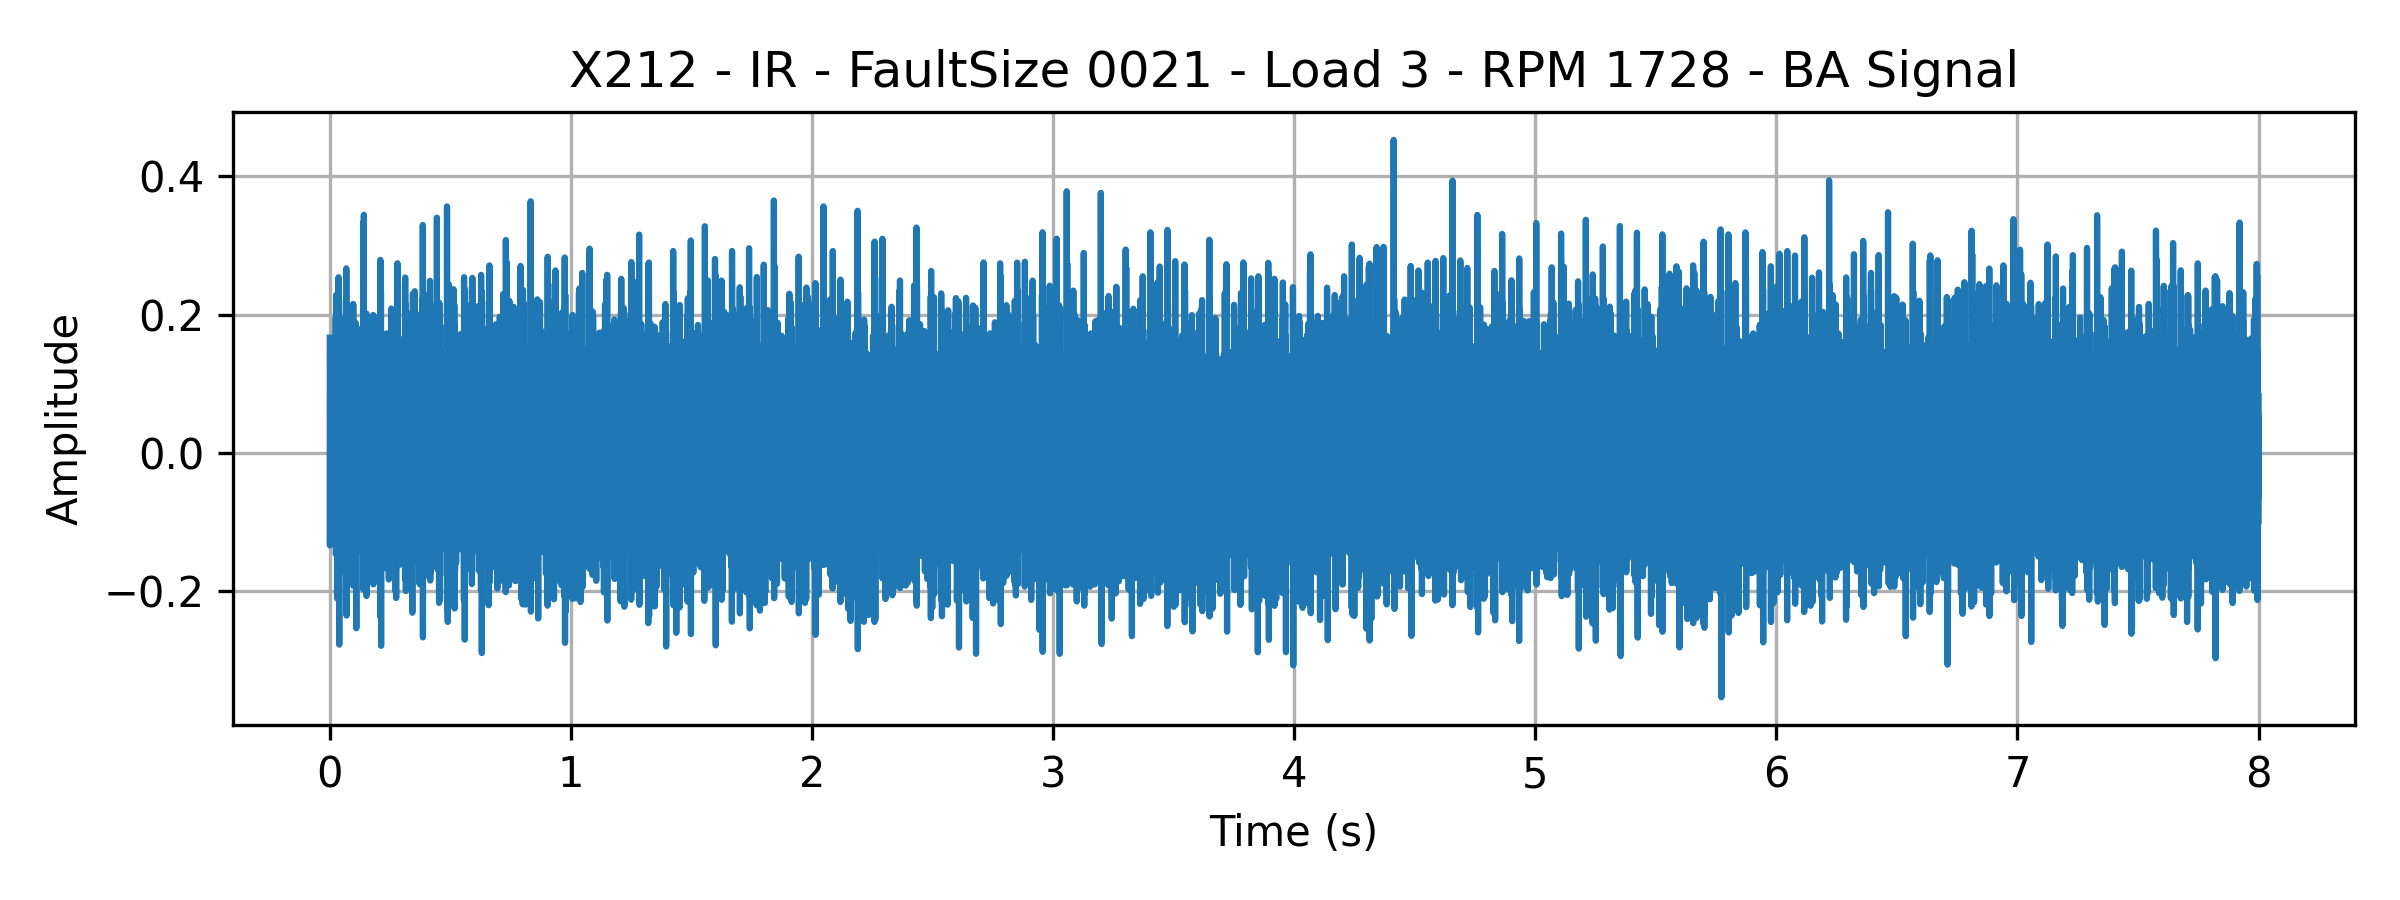 X212 - IR - FaultSize 0021 - Load 3 - RPM 1728 - BA Signal
Amplitude
0.4
0.2
0.0
−0.2
0 1 2 3 4 5 6 7 8
Time (s)